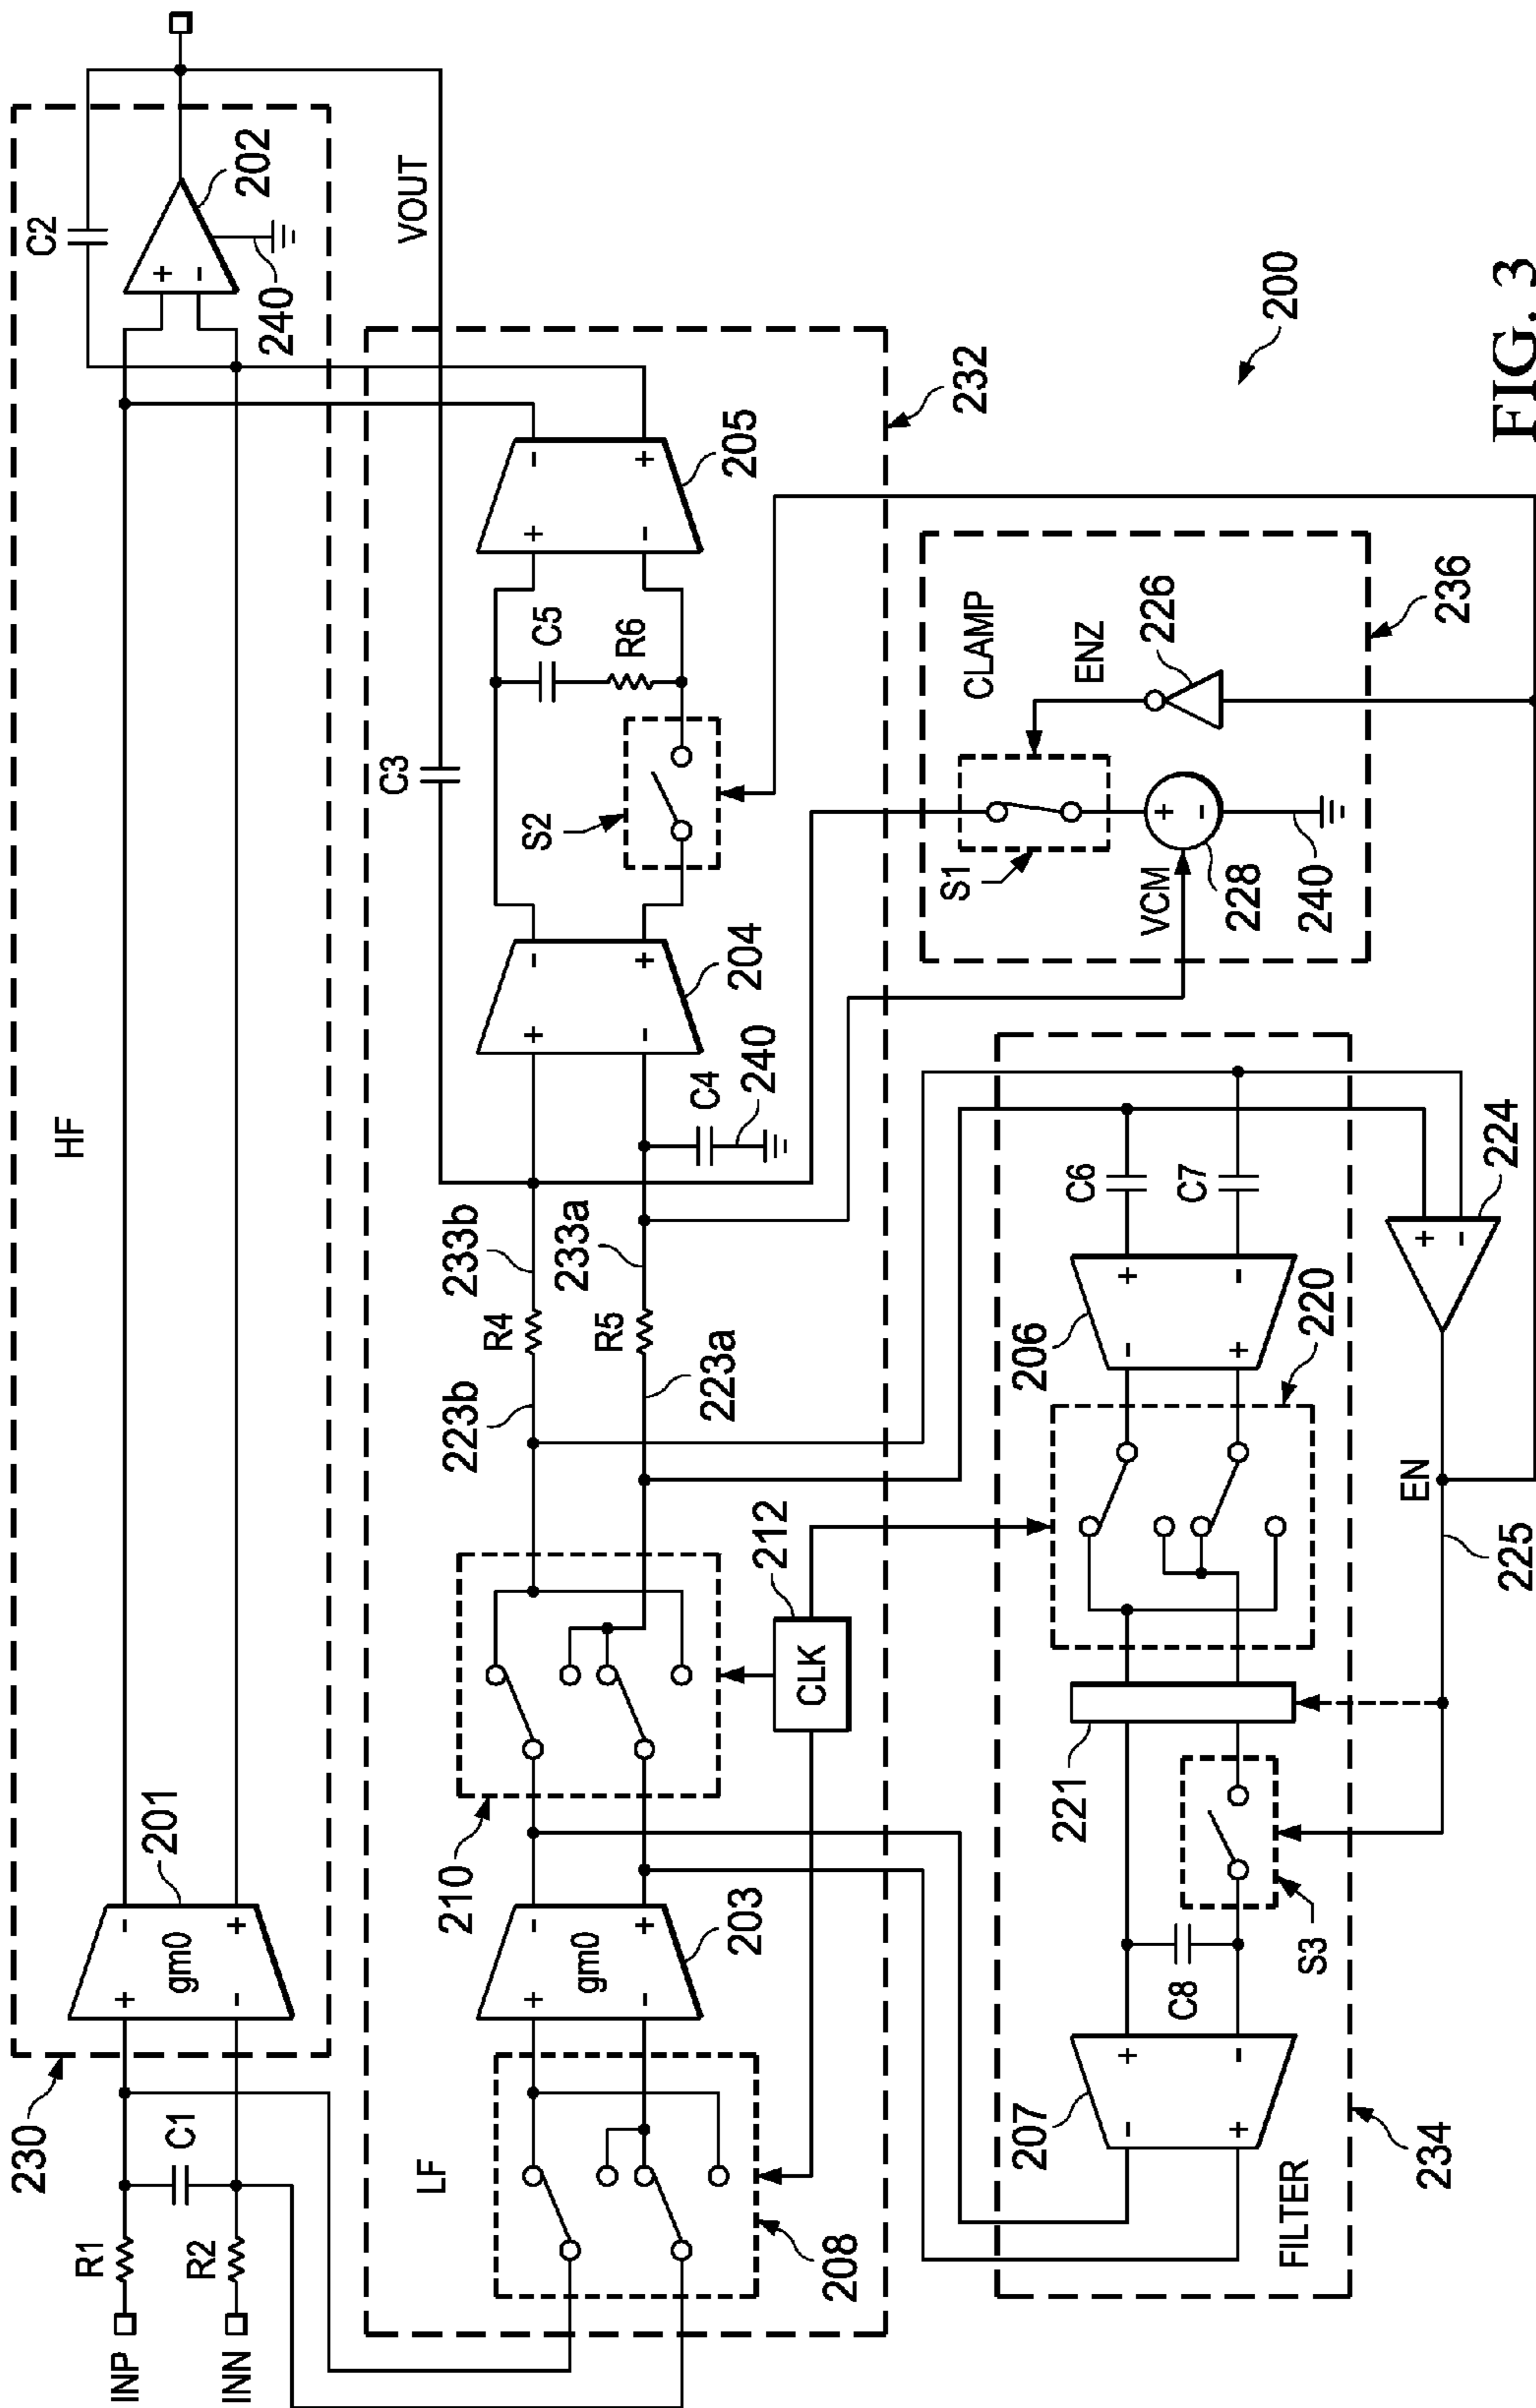 INP
R1
230
C1
R2
INN
+
-
gm0
-
+
201
HF
C2
+
-
202
240
LF
208
+
-
gm0
-
+
203
210
CLK
212
223b
R4
233b
223a
R5
233a
C3
VOUT
C4
240
+
-
-
+
204
S2
C5
R6
+
-
-
+
205
232
FILTER
234
207
-
+
+
-
C8
S3
221
220
206
-
+
+
-
C6
C7
225
EN
+
-
224
S1
CLAMP
ENZ
226
VCM
+
-
228
240
236
200
FIG. 3